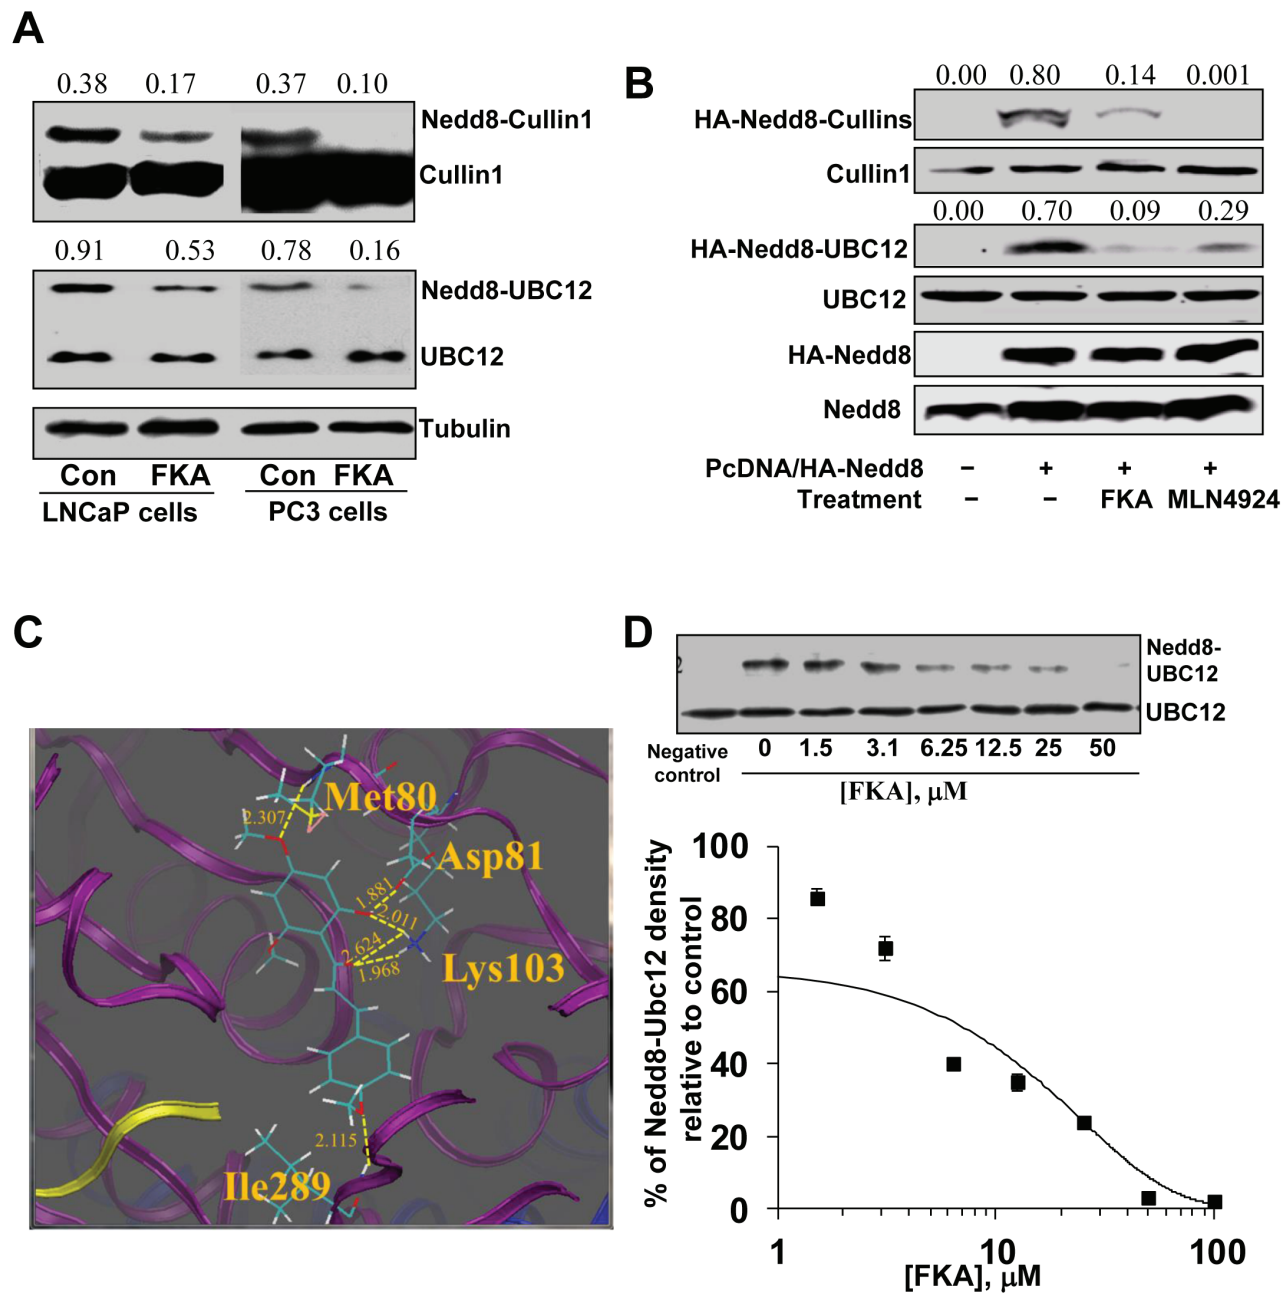 A
0.38 0.17 0.37 0.10
Nedd8-Cullin1
Cullin1
0.91 0.53 0.78 0.16
Nedd8-UBC12
UBC12
Tubulin
Con FKA Con FKA
LNCaP cells PC3 cells
B
0.00 0.80 0.14 0.001
HA-Nedd8-Cullins
Cullin1
0.00 0.70 0.09 0.29
HA-Nedd8-UBC12
UBC12
HA-Nedd8
Nedd8
PcDNA/HA-Nedd8 – + + +
Treatment – – FKA MLN4924
C
Met80
2.307
Asp81
1.881
2.011
2.624
1.968
Lys103
2.115
Ile289
D
Nedd8-
UBC12
UBC12
Negative
control
0 1.5 3.1 6.25 12.5 25 50
[FKA], μM
% of Nedd8-Ubc12 density
relative to control
100
80
60
40
20
0
1 10 100
[FKA], μM